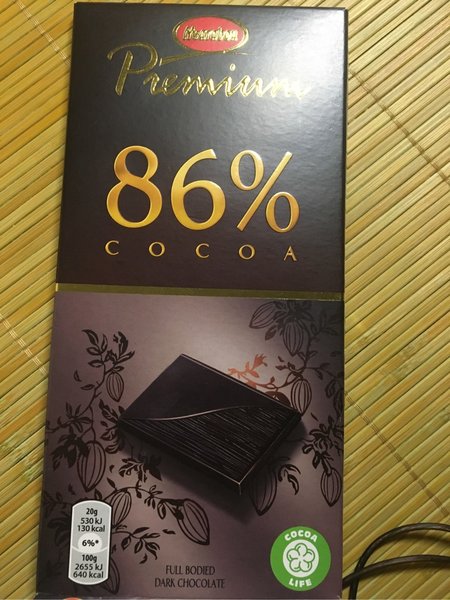 Marabou
Premium
86%
COCOA
20g
530 kJ
130 kcal
6%*
100g
2655 kJ
640 kcal
FULL BODIED
DARK CHOCOLATE
COCOA
LIFE